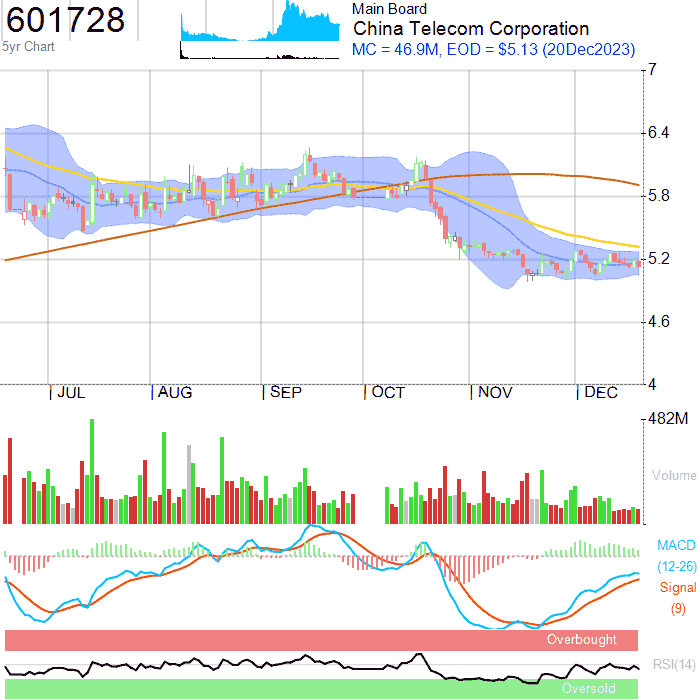 601728
5yr Chart
Main Board
China Telecom Corporation
MC = 46.9M, EOD = $5.13 (20Dec2023)
7
6.4
5.8
5.2
4.6
4
JUL AUG SEP OCT NOV DEC
482M
Volume
MACD
(12-26)
Signal
(9)
Overbought
RSI(14)
Oversold